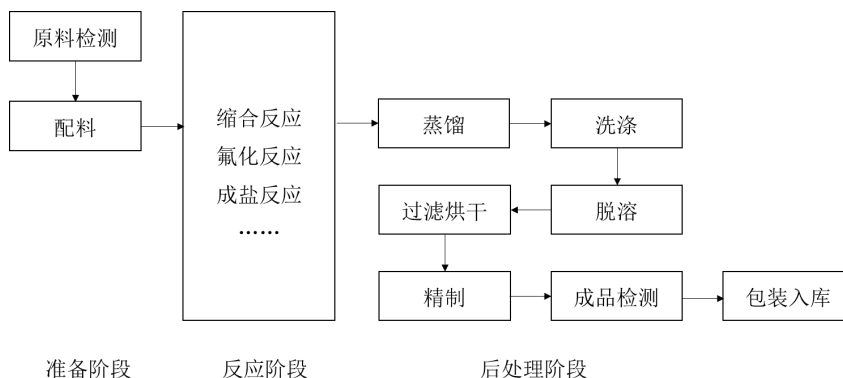 原料检测
配料
缩合反应
氟化反应
成盐反应
……
蒸馏
洗涤
脱溶
过滤烘干
精制
成品检测
包装入库
准备阶段
反应阶段
后处理阶段